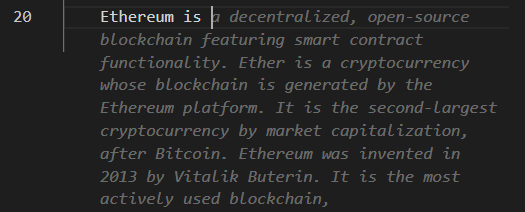 20 Ethereum is a decentralized, open-source
blockchain featuring smart contract
functionality. Ether is a cryptocurrency
whose blockchain is generated by the
Ethereum platform. It is the second-largest
cryptocurrency by market capitalization,
after Bitcoin. Ethereum was invented in
2013 by Vitalik Buterin. It is the most
actively used blockchain,